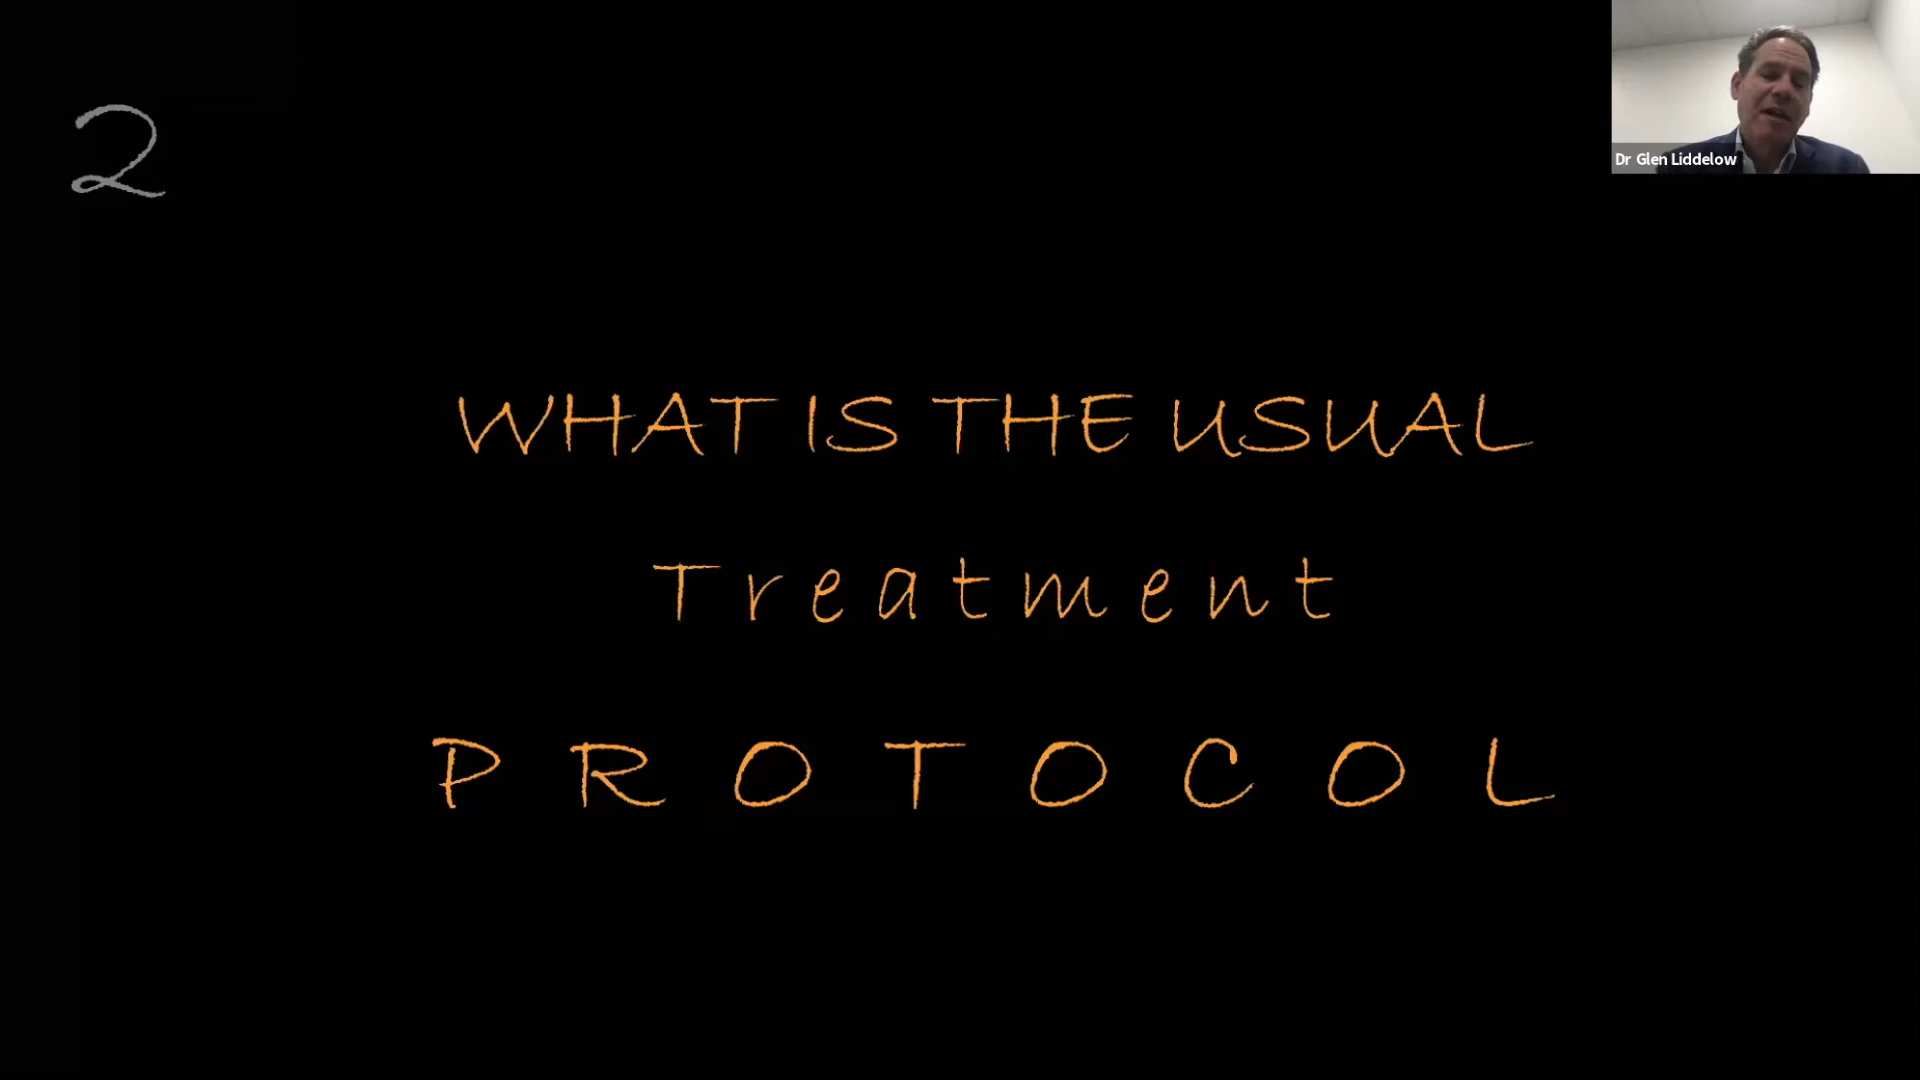 2
Dr Glen Liddelow
WHAT IS THE USUAL
Treatment
PROTOCOL